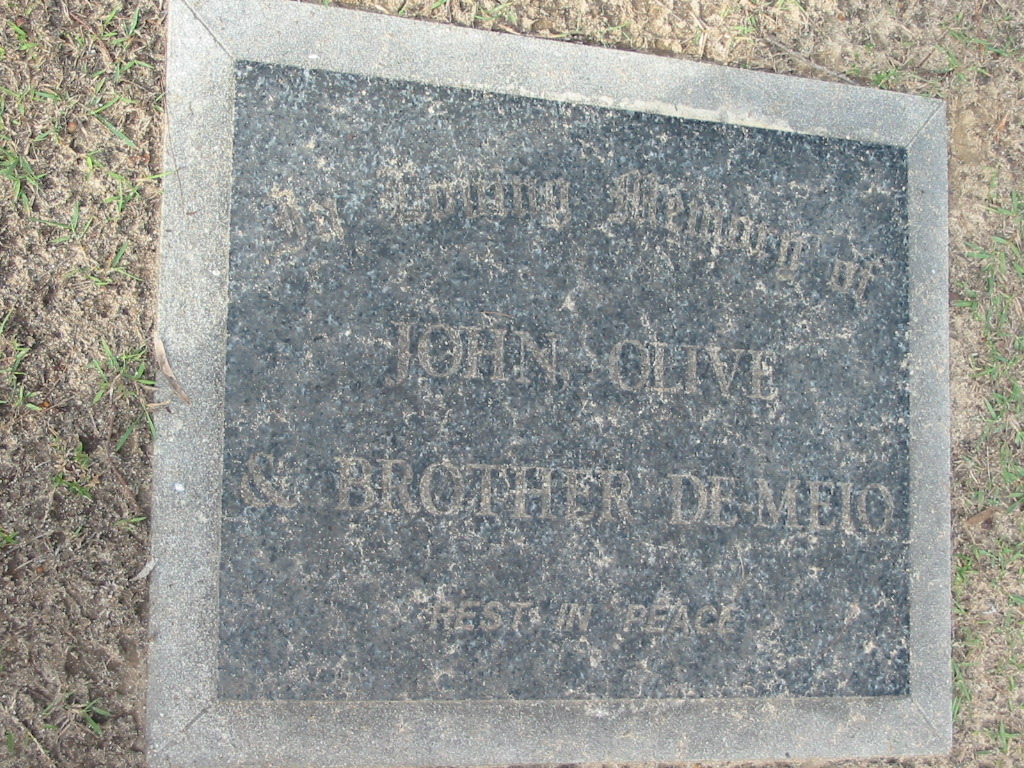 In Loving Memory of
JOHN OLIVE
& BROTHER DE-MEIO
REST IN PEACE